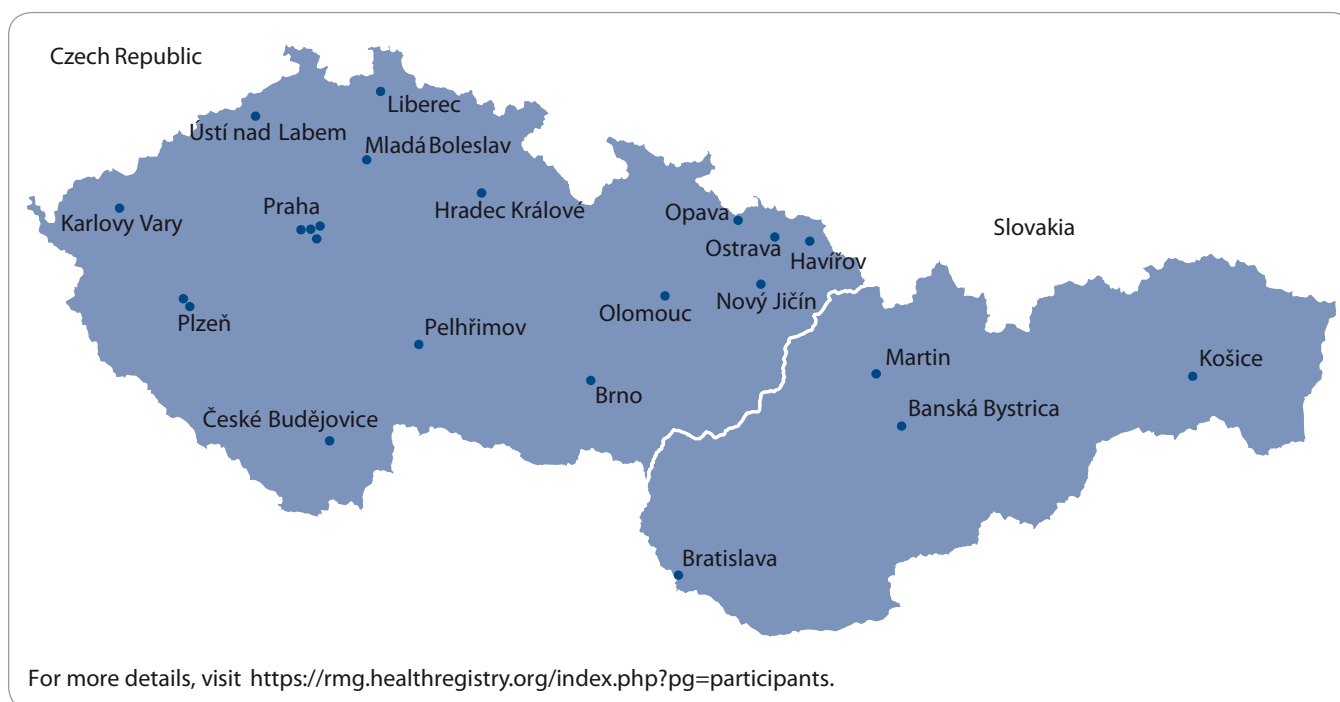 Czech Republic
Liberec
Ústí nad Labem
Mladá Boleslav
Karlovy Vary
Praha
Hradec Králové
Opava
Ostrava
Havířov
Slovakia
Plzeň
Olomouc
Nový Jičín
Pelhřimov
Brno
Martin
Košice
České Budějovice
Banská Bystrica
Bratislava
For more details, visit https://rmg.healthregistry.org/index.php?pg=participants.